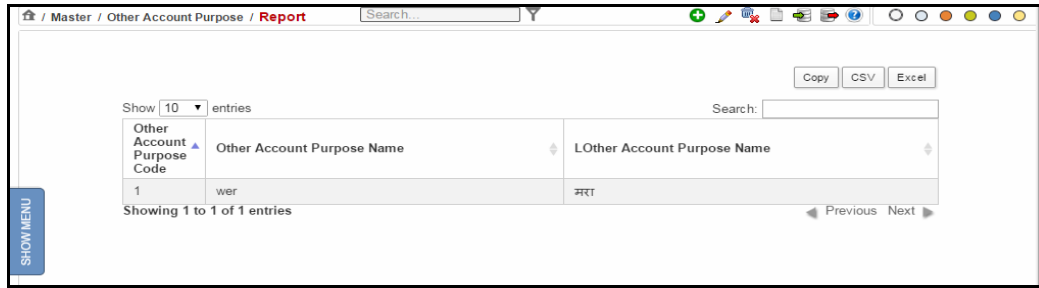 / Master / Other Account Purpose / Report Search...
Copy CSV Excel
Show 10 entries Search:
Other Account Purpose Code Other Account Purpose Name LOther Account Purpose Name
1 wer मरा
Showing 1 to 1 of 1 entries Previous Next
SHOW MENU